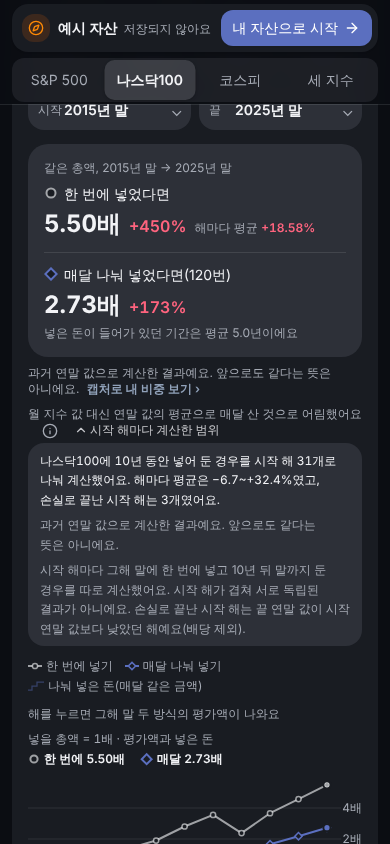 예시 자산 저장되지 않아요 내 자산으로 시작 →
S&P 500 나스닥100 코스피 세 지수
시작 2015년 말 끝 2025년 말
같은 총액, 2015년 말 → 2025년 말
한 번에 넣었다면
5.50배 +450% 해마다 평균 +18.58%
매달 나눠 넣었다면(120번)
2.73배 +173%
넣은 돈이 들어가 있던 기간은 평균 5.0년이에요
과거 연말 값으로 계산한 결과예요. 앞으로도 같다는 뜻은
아니에요. 캡처로 내 비중 보기 ›
월 지수 값 대신 연말 값의 평균으로 매달 산 것으로 어림했어요
시작 해마다 계산한 범위
나스닥100에 10년 동안 넣어 둔 경우를 시작 해 31개로
나눠 계산했어요. 해마다 평균은 −6.7~+32.4%였고,
손실로 끝난 시작 해는 3개였어요.
과거 연말 값으로 계산한 결과예요. 앞으로도 같다는
뜻은 아니에요.
시작 해마다 그해 말에 한 번에 넣고 10년 뒤 말까지 둔
경우를 따로 계산했어요. 시작 해가 겹쳐 서로 독립된
결과가 아니에요. 손실로 끝난 시작 해는 끝 연말 값이 시작
연말 값보다 낮았던 해예요(배당 제외).
한 번에 넣기 매달 나눠 넣기
나눠 넣은 돈(매달 같은 금액)
해를 누르면 그해 말 두 방식의 평가액이 나와요
넣을 총액 = 1배 · 평가액과 넣은 돈
한 번에 5.50배 매달 2.73배
4배
2배